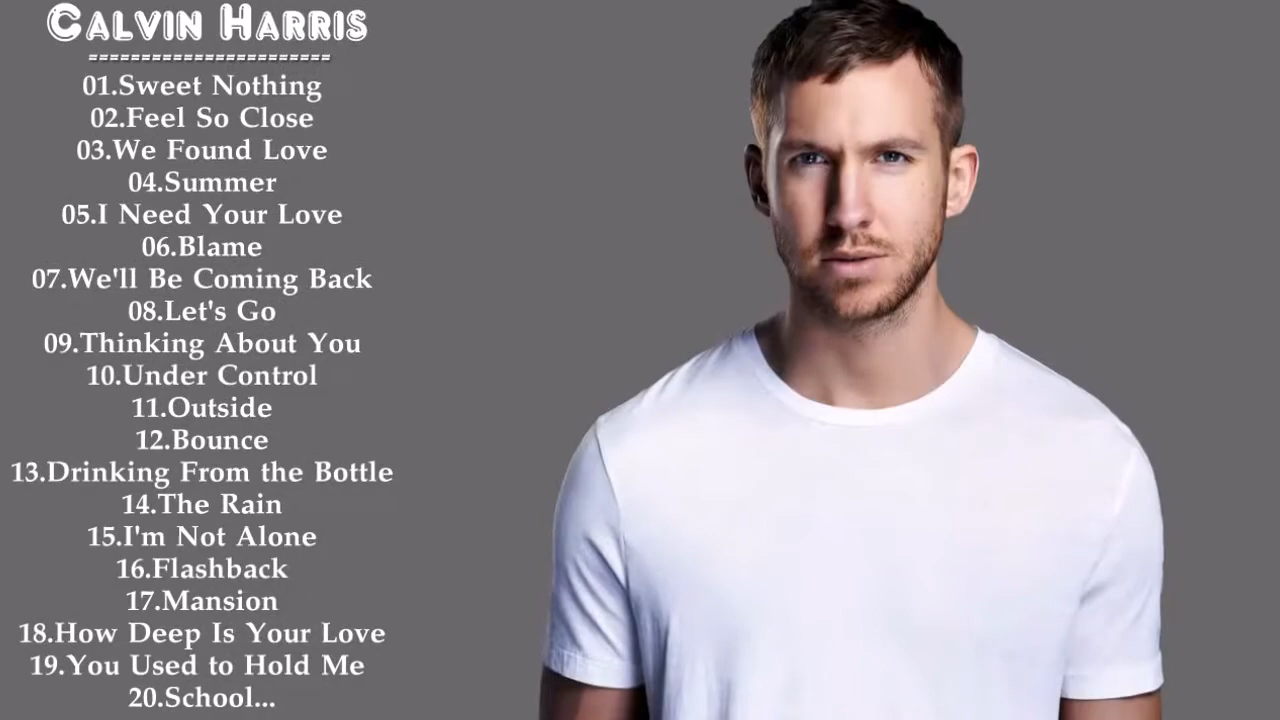 Calvin Harris
======================
01.Sweet Nothing
02.Feel So Close
03.We Found Love
04.Summer
05.I Need Your Love
06.Blame
07.We'll Be Coming Back
08.Let's Go
09.Thinking About You
10.Under Control
11.Outside
12.Bounce
13.Drinking From the Bottle
14.The Rain
15.I'm Not Alone
16.Flashback
17.Mansion
18.How Deep Is Your Love
19.You Used to Hold Me
20.School...